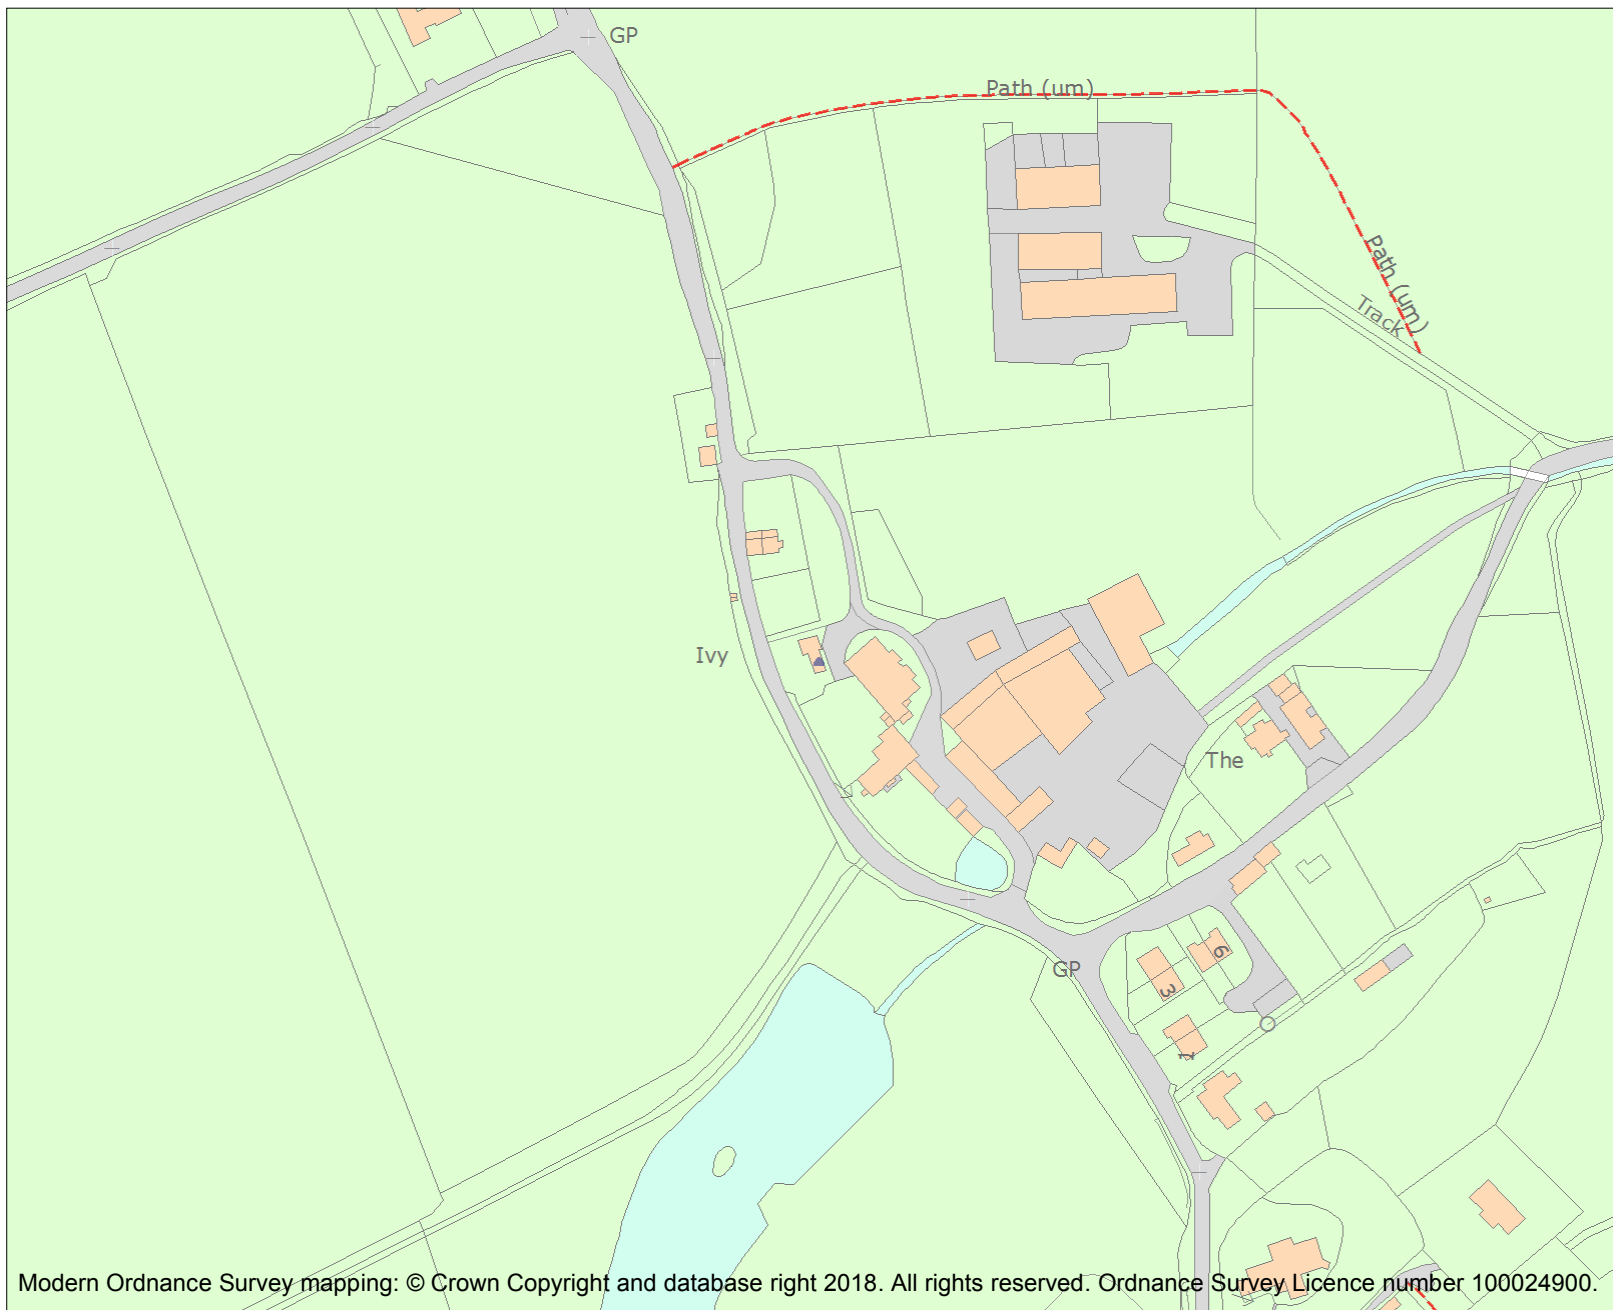 GP
Path (um)
Path (um)
Track
Ivy
The
6
GP
3
1
Modern Ordnance Survey mapping: © Crown Copyright and database right 2018. All rights reserved. Ordnance Survey Licence number 100024900.